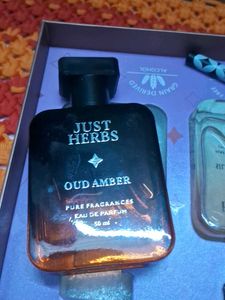 JUST
HERBS
OUD AMBER
PURE FRAGRANCES
EAU DE PARFUM
50 ml
GRAIN DERIVED
ALCOHOL